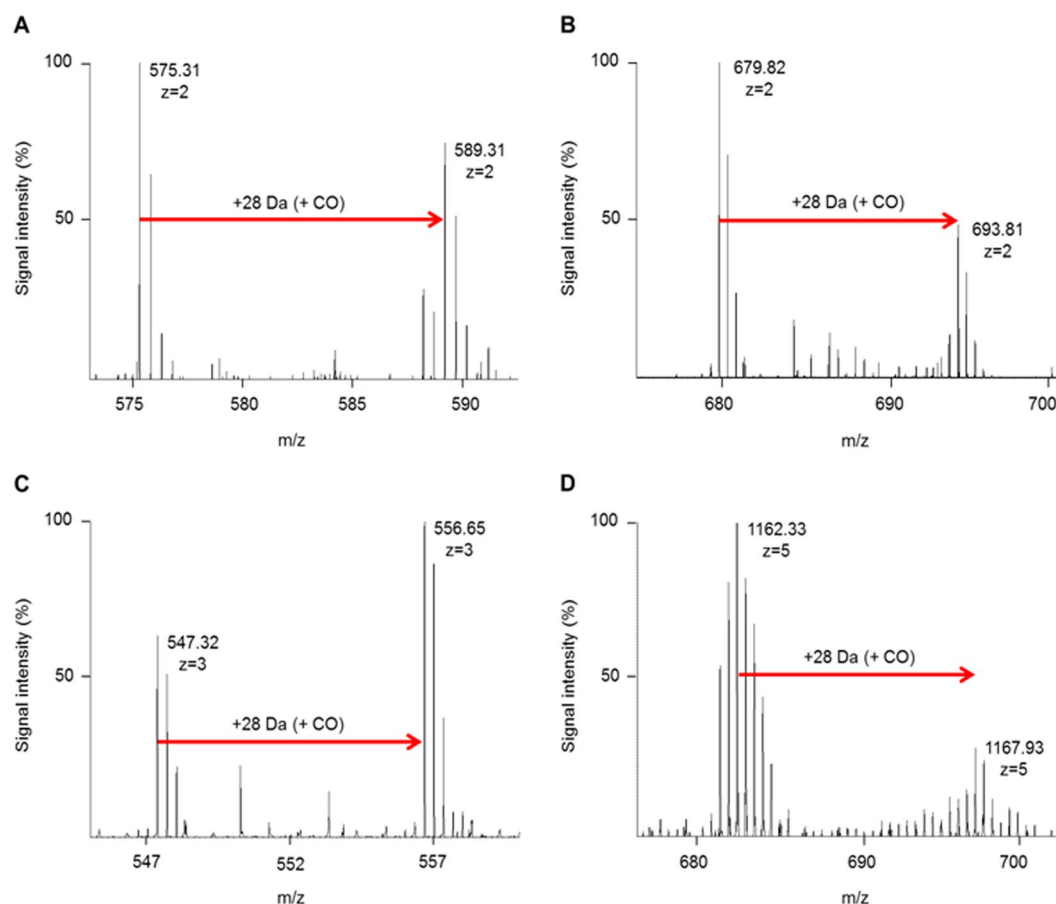 A
100
575.31
z=2
589.31
z=2
+28 Da (+ CO)
50
Signal intensity (%)
575
580
585
590
m/z
B
100
679.82
z=2
+28 Da (+ CO)
693.81
z=2
50
Signal intensity (%)
680
690
700
m/z
C
100
556.65
z=3
547.32
z=3
50
+28 Da (+ CO)
Signal intensity (%)
547
552
557
m/z
D
100
1162.33
z=5
+28 Da (+ CO)
50
1167.93
z=5
Signal intensity (%)
680
690
700
m/z